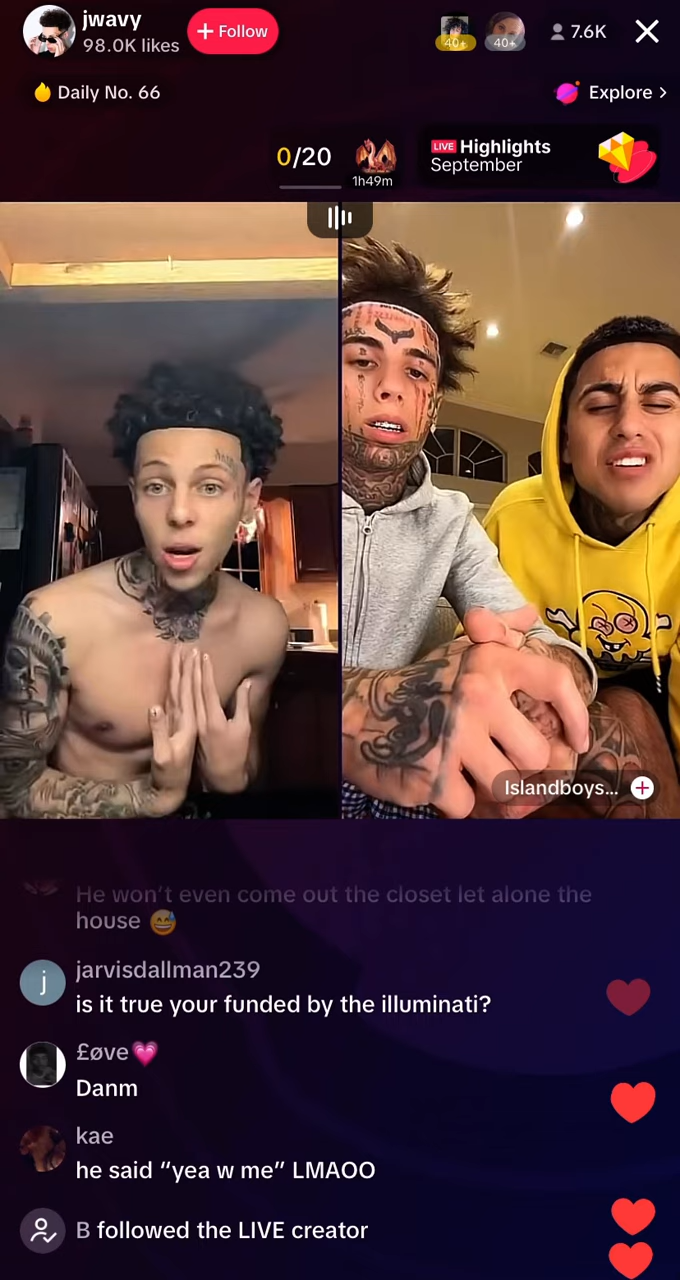 jwavy
98.0K likes
+ Follow
40+
40+
7.6K
🔥 Daily No. 66
Explore >
0/20
1h49m
LIVE Highlights
September
Islandboys...
He won't even come out the closet let alone the
house 😅
j
jarvisdallman239
is it true your funded by the illuminati?
£øve💗
Danm
kae
he said “yea w me” LMAOO
B followed the LIVE creator